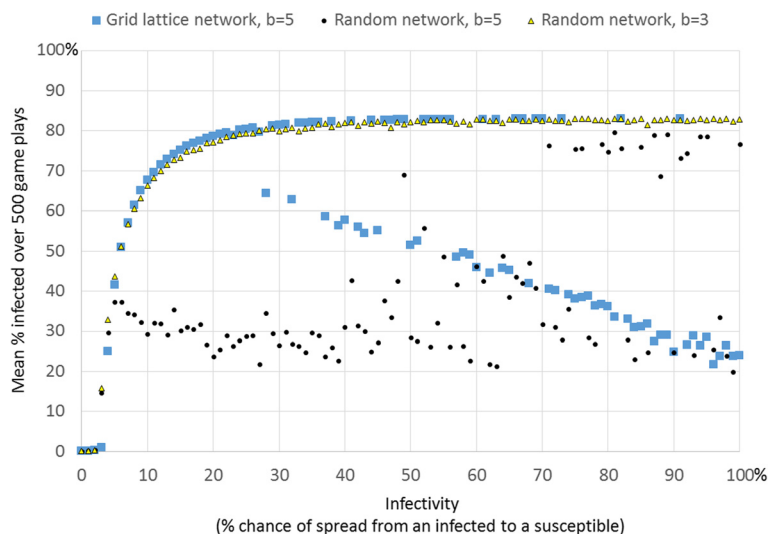 Grid lattice network, b=5 Random network, b=5 Random network, b=3
100%
90
80
70
60
50
40
30
20
10
0
Mean % infected over 500 game plays
0 10 20 30 40 50 60 70 80 90 100%
Infectivity
(% chance of spread from an infected to a susceptible)